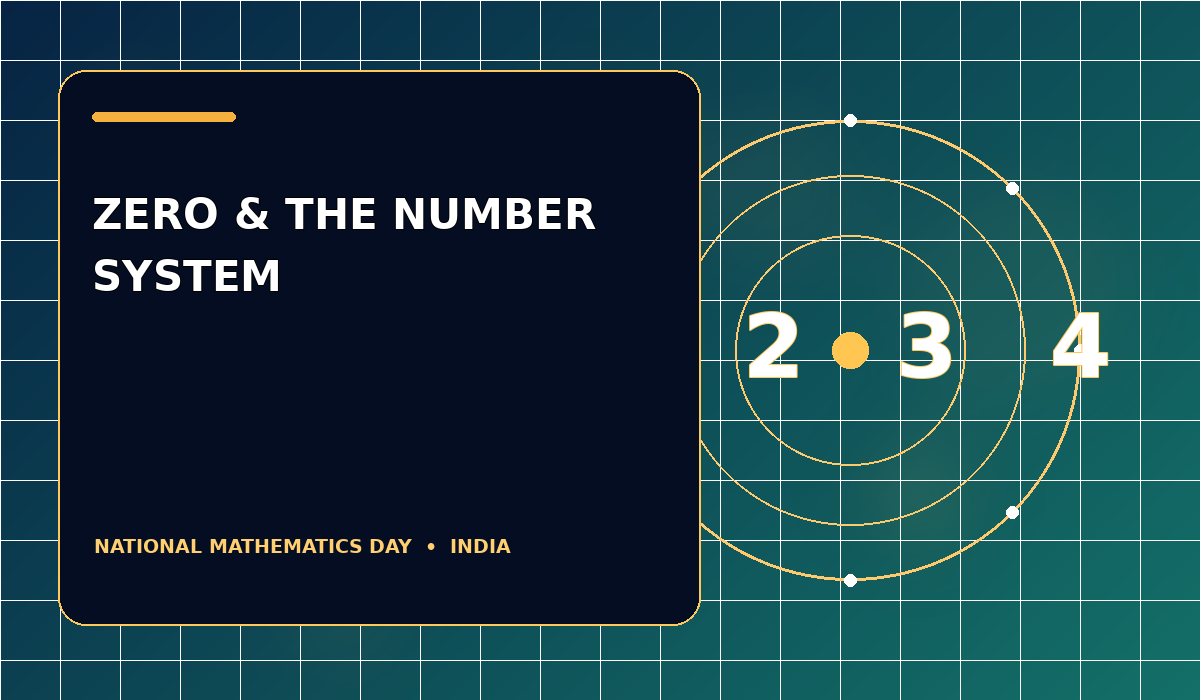 ZERO & THE NUMBER
SYSTEM
2 3 4
NATIONAL MATHEMATICS DAY • INDIA